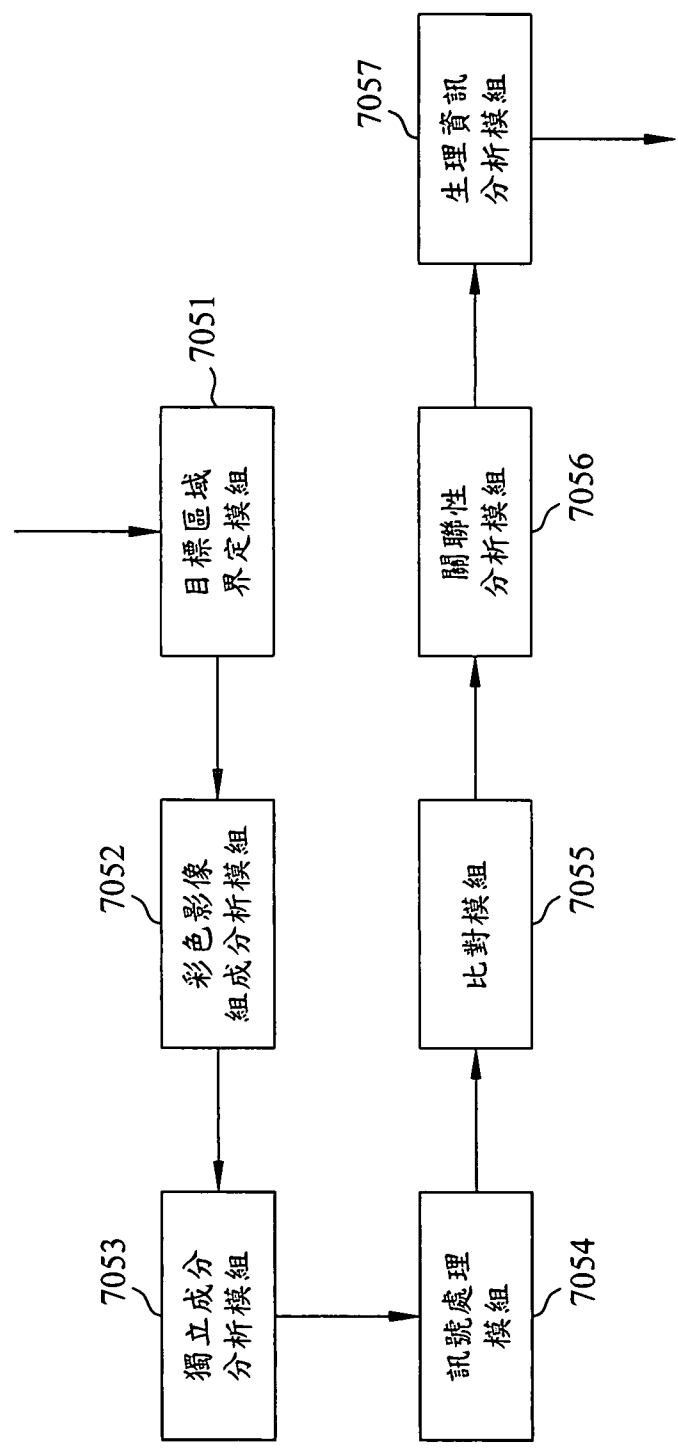 7051
目標區域
界定模組
7052
彩色影像
組成分析模組
7053
獨立成分
分析模組
7054
訊號處理
模組
7055
比對模組
7056
關聯性
分析模組
7057
生理資訊
分析模組